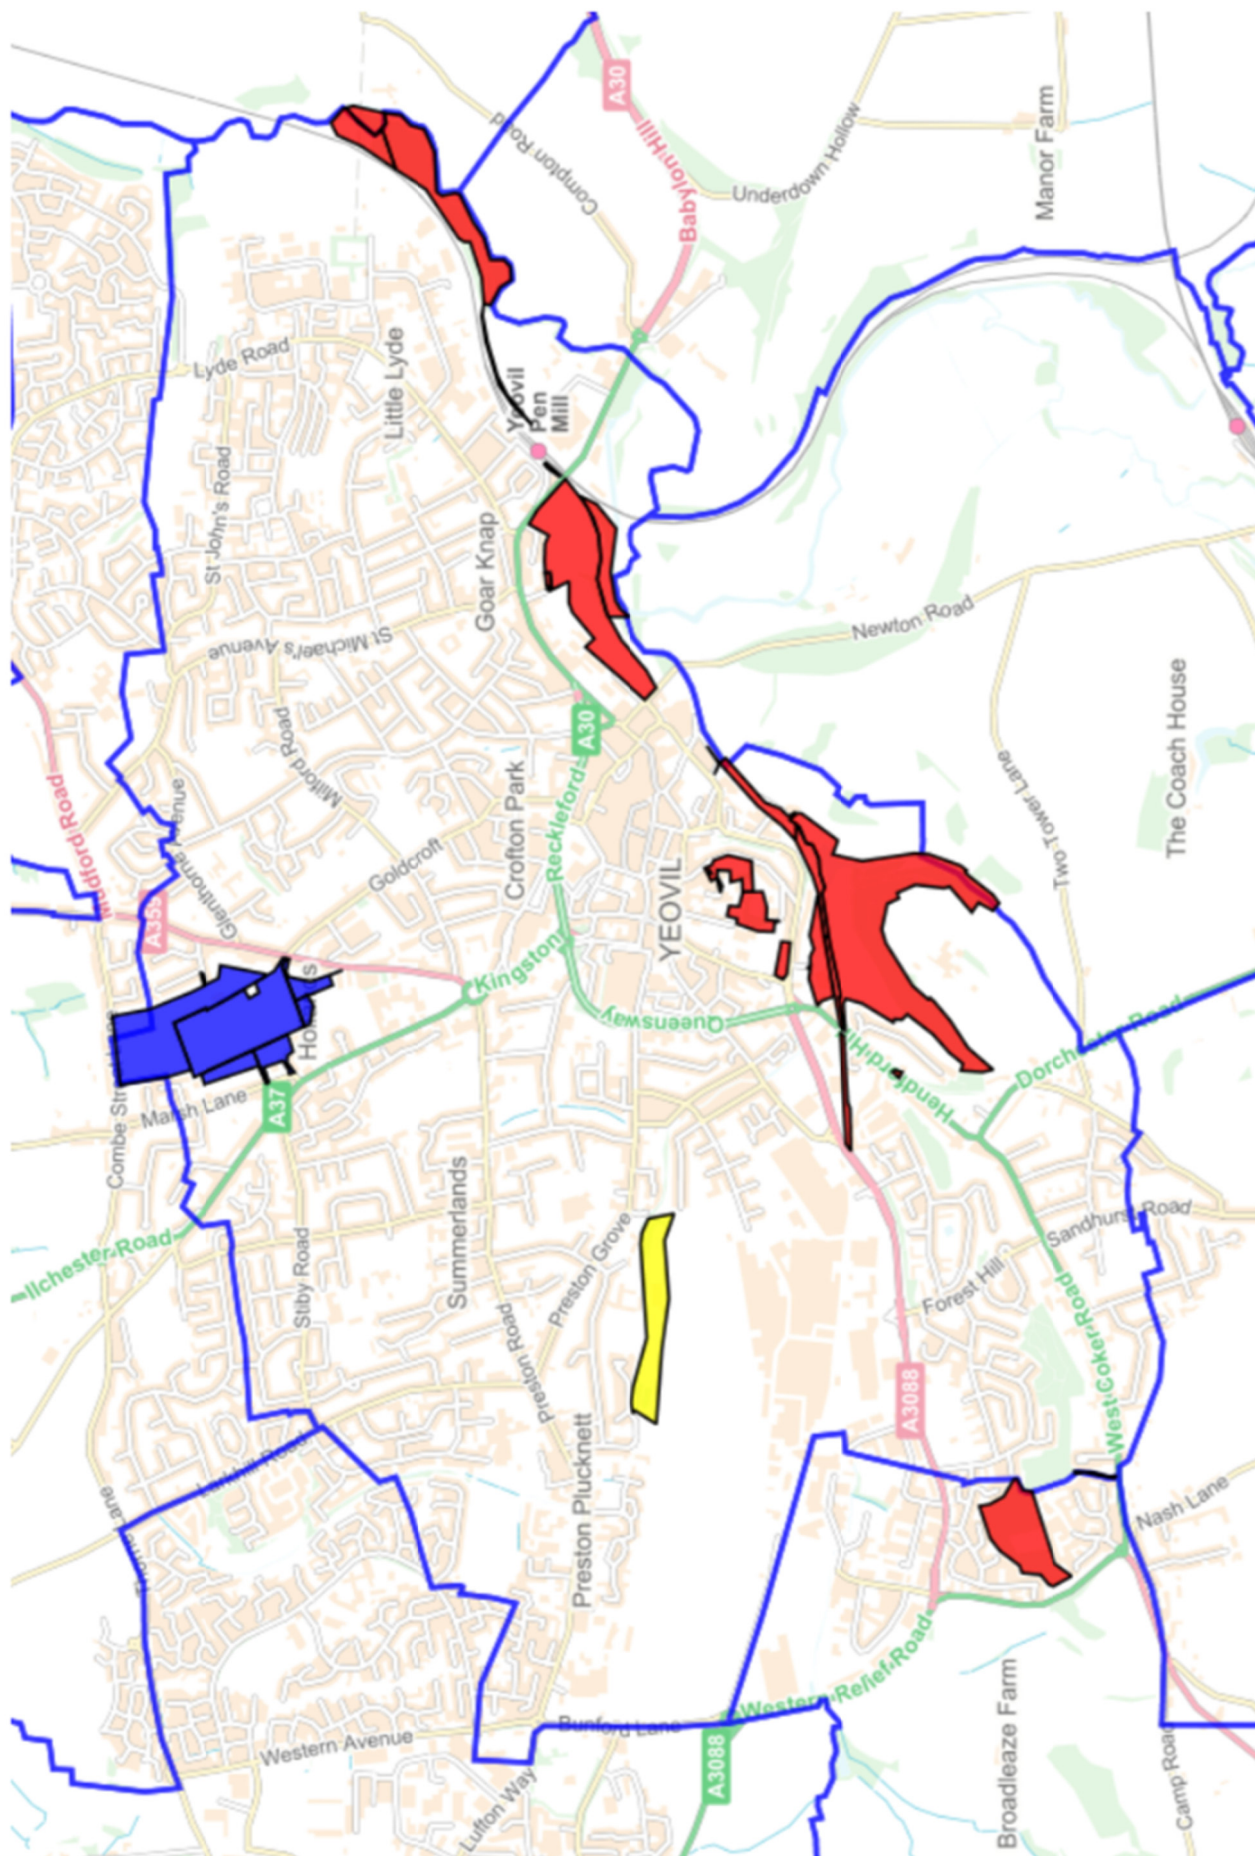 A30
Babylon Hill
Compton Road
Underdown Hollow
Manor Farm
Lyde Road
Little Lyde
Yeovil
Pen
Mill
St John's Road
Goar Knap
St Michael's Avenue
Newton Road
Mudford Road
Milford Road
A30
Reckleford
Crofton Park
Goldcroft
Glenthorne Avenue
YEOVIL
Two Tower Lane
The Coach House
Kingston
Queensway
Hendford Hill
Dorchester Road
Marsh Lane
A37
Ilchester Road
Stiby Road
Summerlands
Preston Grove
Preston Road
Sandhurst Road
Forest Hill
West Coker Road
A3088
Larkhill Road
Preston Plucknett
Nash Lane
Western Avenue
Bunford Lane
Western Relief Road
A3088
Lufton Way
Broadleaze Farm
Camp Road